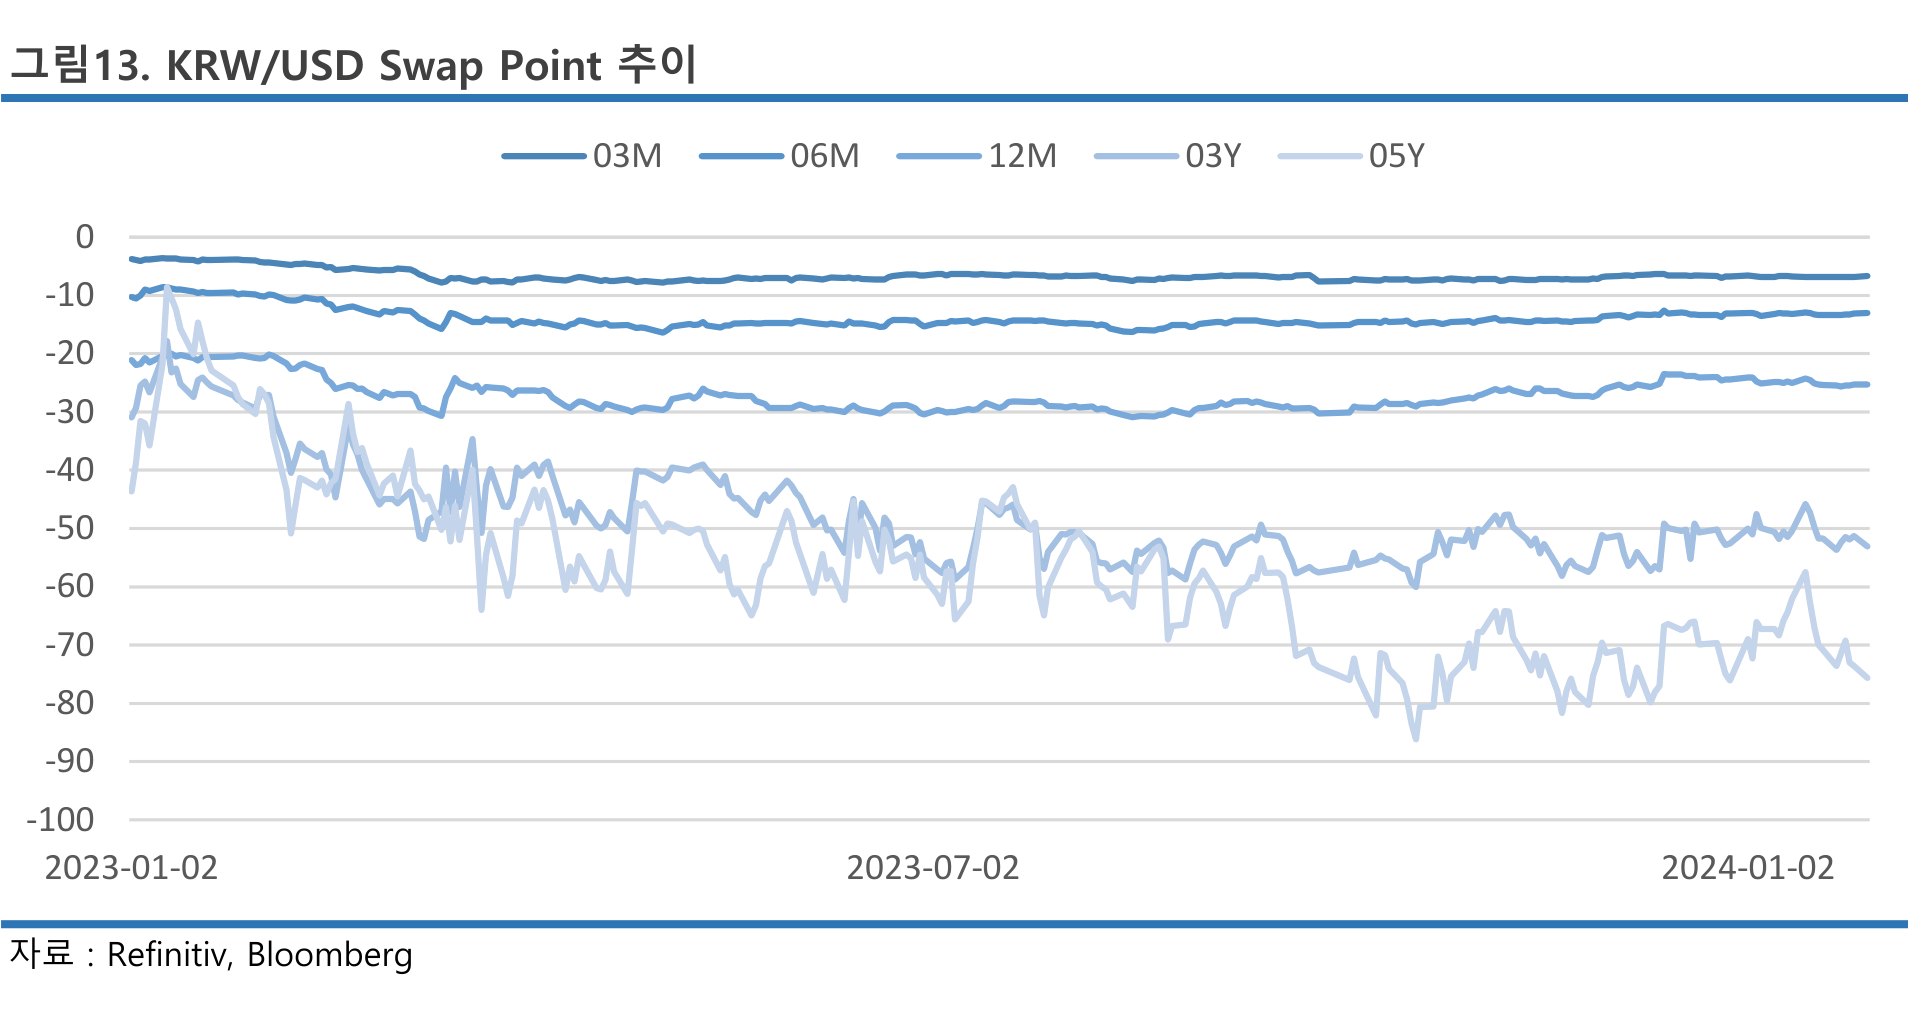 그림13. KRW/USD Swap Point 추이
03M 06M 12M 03Y 05Y
0
-10
-20
-30
-40
-50
-60
-70
-80
-90
-100
2023-01-02 2023-07-02 2024-01-02
자료 : Refinitiv, Bloomberg